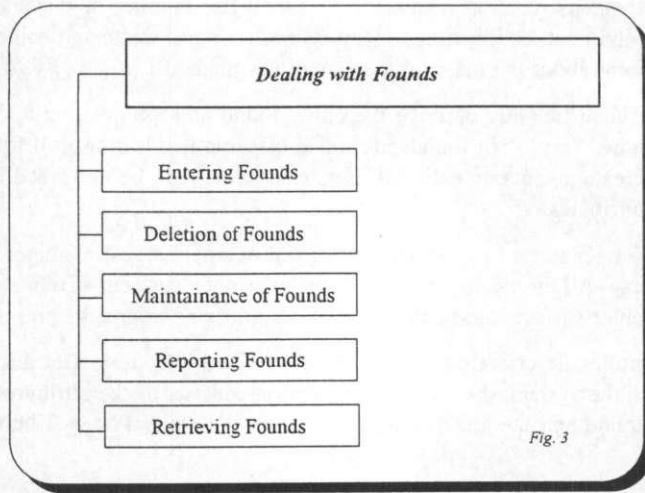 Dealing with Founds
Entering Founds
Deletion of Founds
Maintainance of Founds
Reporting Founds
Retrieving Founds
Fig. 3